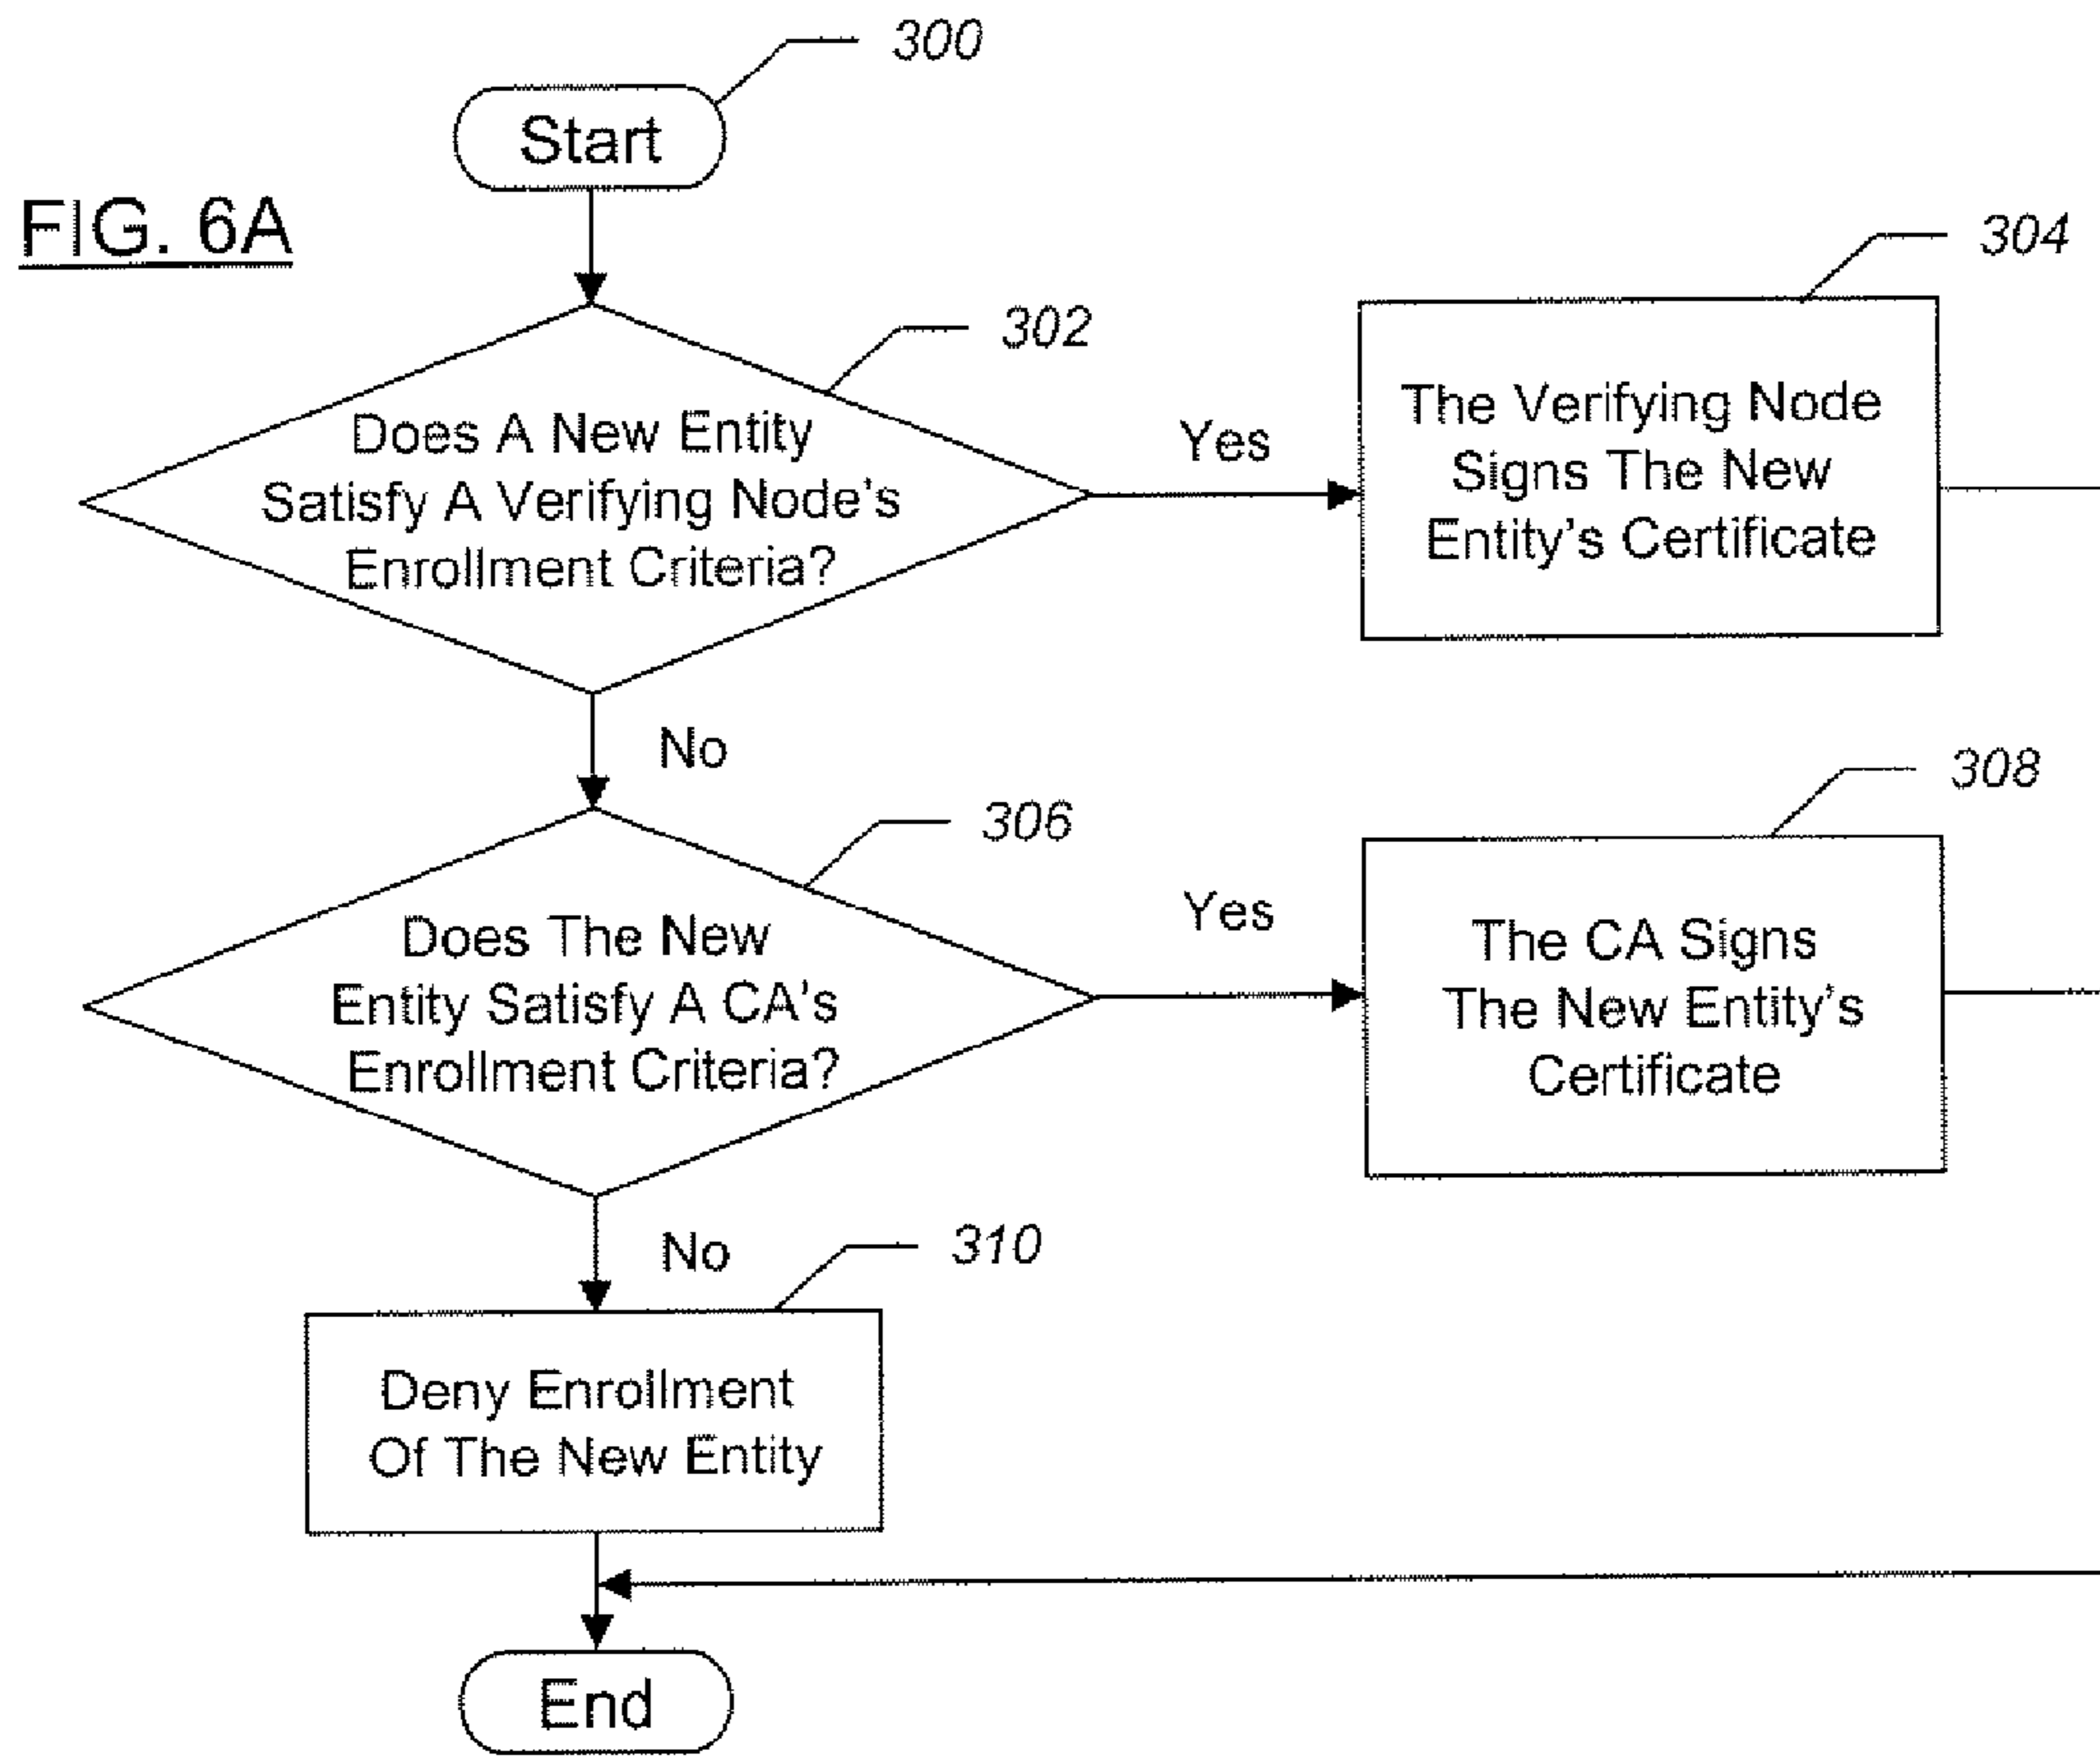 300
Start
FIG. 6A
304
302
Does A New Entity
Satisfy A Verifying Node's
Enrollment Criteria?
Yes
The Verifying Node
Signs The New
Entity's Certificate
No
308
306
Does The New
Entity Satisfy A CA's
Enrollment Criteria?
Yes
The CA Signs
The New Entity's
Certificate
No
310
Deny Enrollment
Of The New Entity
End